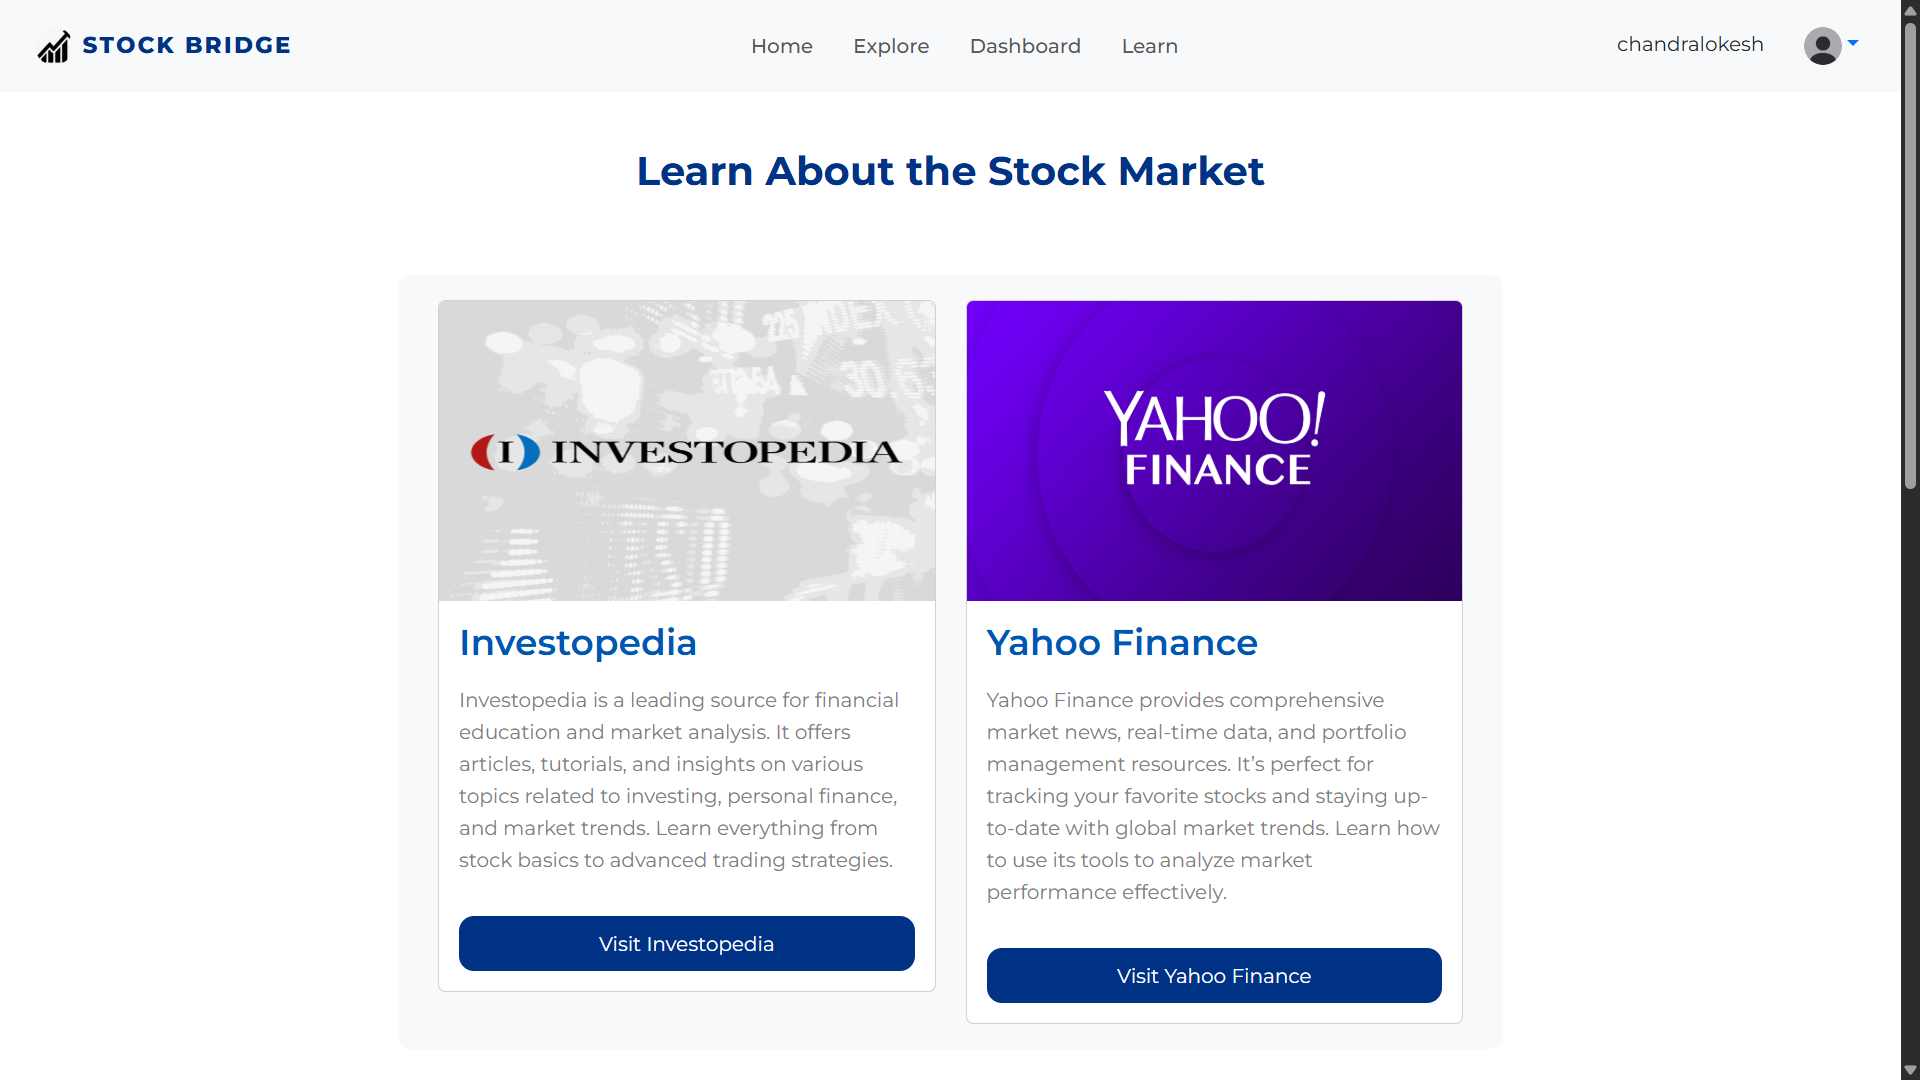 STOCK BRIDGE
Home Explore Dashboard Learn
chandralokesh
Learn About the Stock Market
( I ) INVESTOPEDIA
YAHOO!
FINANCE
Investopedia
Investopedia is a leading source for financial
education and market analysis. It offers
articles, tutorials, and insights on various
topics related to investing, personal finance,
and market trends. Learn everything from
stock basics to advanced trading strategies.
Visit Investopedia
Yahoo Finance
Yahoo Finance provides comprehensive
market news, real-time data, and portfolio
management resources. It’s perfect for
tracking your favorite stocks and staying up-
to-date with global market trends. Learn how
to use its tools to analyze market
performance effectively.
Visit Yahoo Finance